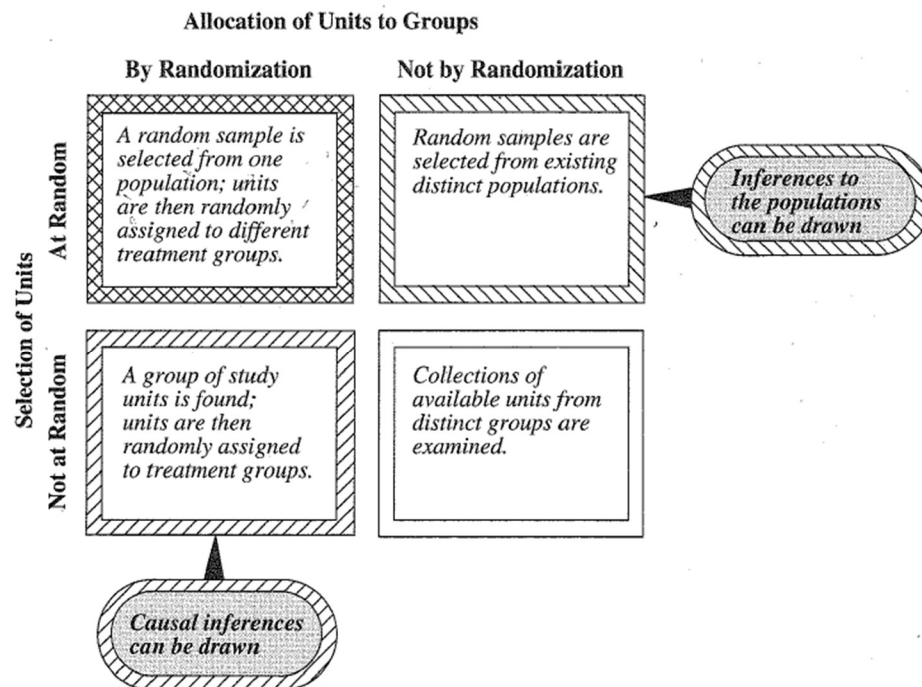 Allocation of Units to Groups
By Randomization
Not by Randomization
Selection of Units
At Random
A random sample is
selected from one
population; units
are then randomly
assigned to different
treatment groups.
Random samples are
selected from existing
distinct populations.
Inferences to
the populations
can be drawn
Not at Random
A group of study
units is found;
units are then
randomly assigned
to treatment groups.
Collections of
available units from
distinct groups are
examined.
Causal inferences
can be drawn